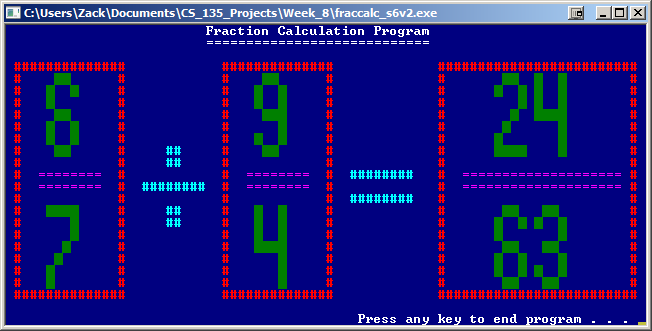 C:\Users\Zack\Documents\CS_135_Projects\Week_8\fraccalc_s6v2.exe
Fraction Calculation Program
============================
6 9 24
÷ =
7 4 63
Press any key to end program . . .